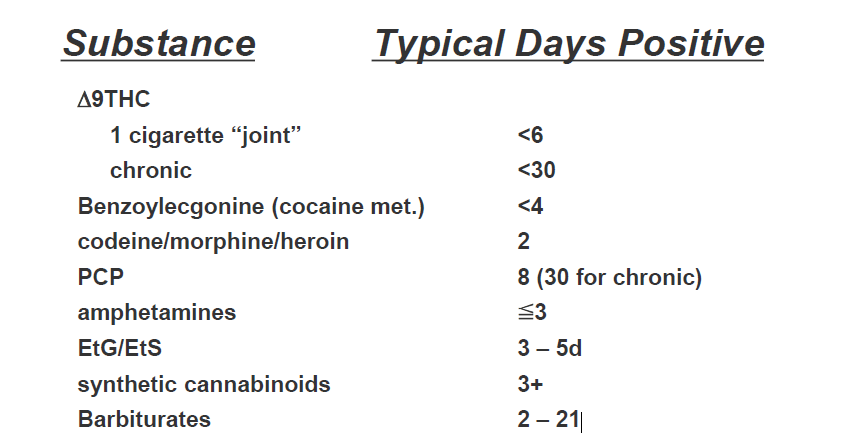 Substance Typical Days Positive
Δ9THC
1 cigarette “joint” <6
chronic <30
Benzoylecgonine (cocaine met.) <4
codeine/morphine/heroin 2
PCP 8 (30 for chronic)
amphetamines ≦3
EtG/EtS 3 – 5d
synthetic cannabinoids 3+
Barbiturates 2 – 21